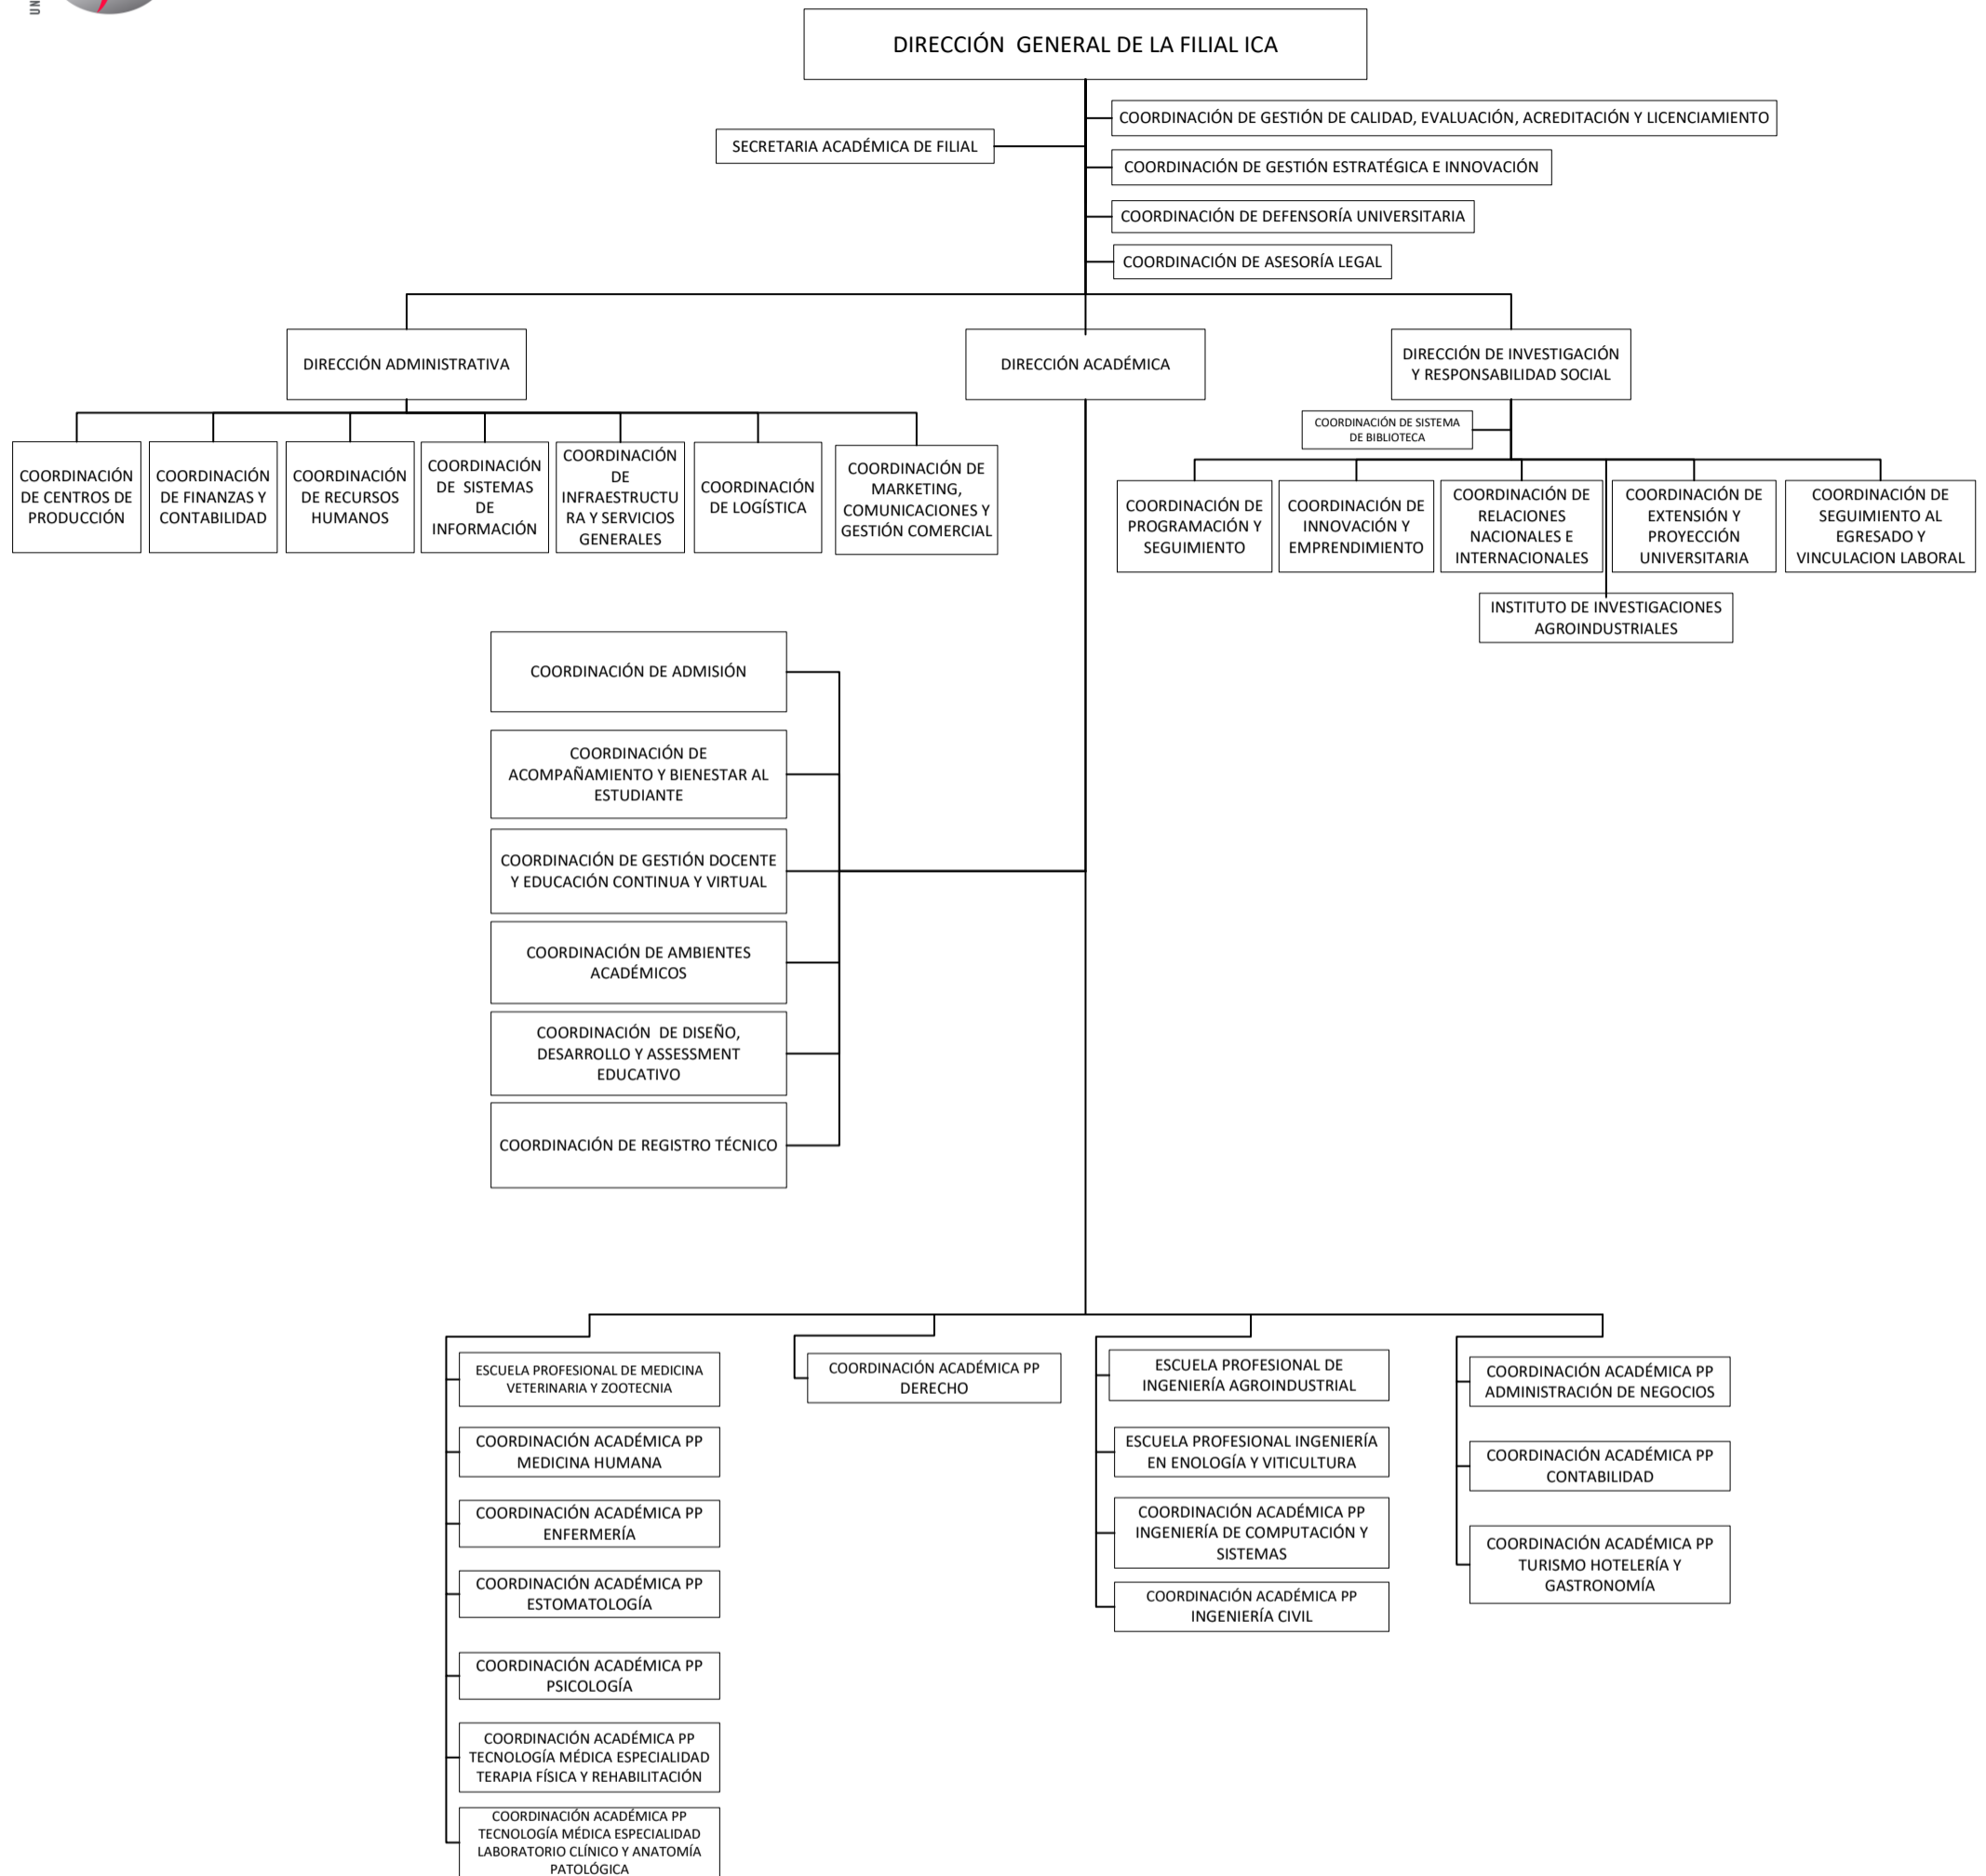 UN
DIRECCIÓN GENERAL DE LA FILIAL ICA
COORDINACIÓN DE GESTIÓN DE CALIDAD, EVALUACIÓN, ACREDITACIÓN Y LICENCIAMIENTO
SECRETARIA ACADÉMICA DE FILIAL
COORDINACIÓN DE GESTIÓN ESTRATÉGICA E INNOVACIÓN
COORDINACIÓN DE DEFENSORÍA UNIVERSITARIA
COORDINACIÓN DE ASESORÍA LEGAL
DIRECCIÓN ADMINISTRATIVA
DIRECCIÓN ACADÉMICA
DIRECCIÓN DE INVESTIGACIÓN
Y RESPONSABILIDAD SOCIAL
COORDINACIÓN DE SISTEMA
DE BIBLIOTECA
COORDINACIÓN
DE CENTROS DE
PRODUCCIÓN
COORDINACIÓN
DE FINANZAS Y
CONTABILIDAD
COORDINACIÓN
DE RECURSOS
HUMANOS
COORDINACIÓN
DE SISTEMAS
DE
INFORMACIÓN
COORDINACIÓN
DE
INFRAESTRUCTU
RA Y SERVICIOS
GENERALES
COORDINACIÓN
DE LOGÍSTICA
COORDINACIÓN DE
MARKETING,
COMUNICACIONES Y
GESTIÓN COMERCIAL
COORDINACIÓN DE
PROGRAMACIÓN Y
SEGUIMIENTO
COORDINACIÓN DE
INNOVACIÓN Y
EMPRENDIMIENTO
COORDINACIÓN DE
RELACIONES
NACIONALES E
INTERNACIONALES
COORDINACIÓN DE
EXTENSIÓN Y
PROYECCIÓN
UNIVERSITARIA
COORDINACIÓN DE
SEGUIMIENTO AL
EGRESADO Y
VINCULACION LABORAL
INSTITUTO DE INVESTIGACIONES
AGROINDUSTRIALES
COORDINACIÓN DE ADMISIÓN
COORDINACIÓN DE
ACOMPAÑAMIENTO Y BIENESTAR AL
ESTUDIANTE
COORDINACIÓN DE GESTIÓN DOCENTE
Y EDUCACIÓN CONTINUA Y VIRTUAL
COORDINACIÓN DE AMBIENTES
ACADÉMICOS
COORDINACIÓN DE DISEÑO,
DESARROLLO Y ASSESSMENT
EDUCATIVO
COORDINACIÓN DE REGISTRO TÉCNICO
ESCUELA PROFESIONAL DE MEDICINA
VETERINARIA Y ZOOTECNIA
COORDINACIÓN ACADÉMICA PP
MEDICINA HUMANA
COORDINACIÓN ACADÉMICA PP
ENFERMERÍA
COORDINACIÓN ACADÉMICA PP
ESTOMATOLOGÍA
COORDINACIÓN ACADÉMICA PP
PSICOLOGÍA
COORDINACIÓN ACADÉMICA PP
TECNOLOGÍA MÉDICA ESPECIALIDAD
TERAPIA FÍSICA Y REHABILITACIÓN
COORDINACIÓN ACADÉMICA PP
TECNOLOGÍA MÉDICA ESPECIALIDAD
LABORATORIO CLÍNICO Y ANATOMÍA
PATOLÓGICA
COORDINACIÓN ACADÉMICA PP
DERECHO
ESCUELA PROFESIONAL DE
INGENIERÍA AGROINDUSTRIAL
ESCUELA PROFESIONAL INGENIERÍA
EN ENOLOGÍA Y VITICULTURA
COORDINACIÓN ACADÉMICA PP
INGENIERÍA DE COMPUTACIÓN Y
SISTEMAS
COORDINACIÓN ACADÉMICA PP
INGENIERÍA CIVIL
COORDINACIÓN ACADÉMICA PP
ADMINISTRACIÓN DE NEGOCIOS
COORDINACIÓN ACADÉMICA PP
CONTABILIDAD
COORDINACIÓN ACADÉMICA PP
TURISMO HOTELERÍA Y
GASTRONOMÍA